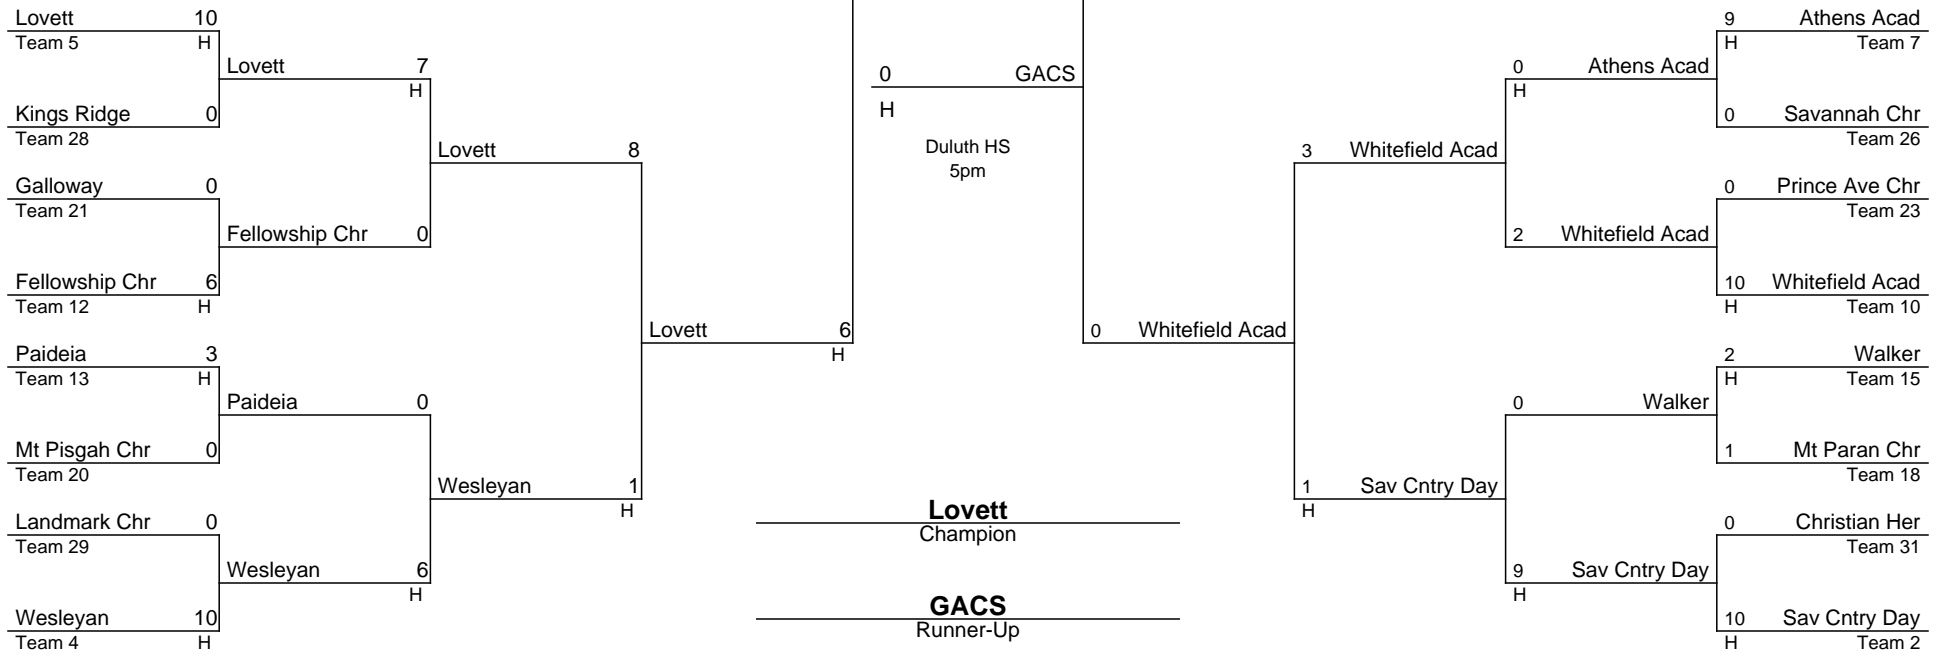 Lovett 10
Team 5 H
Lovett 7
H
Kings Ridge 0
Team 28
Lovett 8
Galloway 0
Team 21
Fellowship Chr 0
Fellowship Chr 6
Team 12 H
Lovett 6
H
Paideia 3
Team 13 H
Paideia 0
Mt Pisgah Chr 0
Team 20
Wesleyan 1
H
Landmark Chr 0
Team 29
Wesleyan 6
H
Wesleyan 10
Team 4 H
0 GACS
H
Duluth HS
5pm
Lovett
Champion
GACS
Runner-Up
9 Athens Acad
H Team 7
0 Athens Acad
H
0 Savannah Chr
Team 26
3 Whitefield Acad
0 Prince Ave Chr
Team 23
2 Whitefield Acad
10 Whitefield Acad
H Team 10
0 Whitefield Acad
2 Walker
H Team 15
0 Walker
1 Mt Paran Chr
Team 18
1 Sav Cntry Day
H
0 Christian Her
Team 31
9 Sav Cntry Day
H
10 Sav Cntry Day
H Team 2